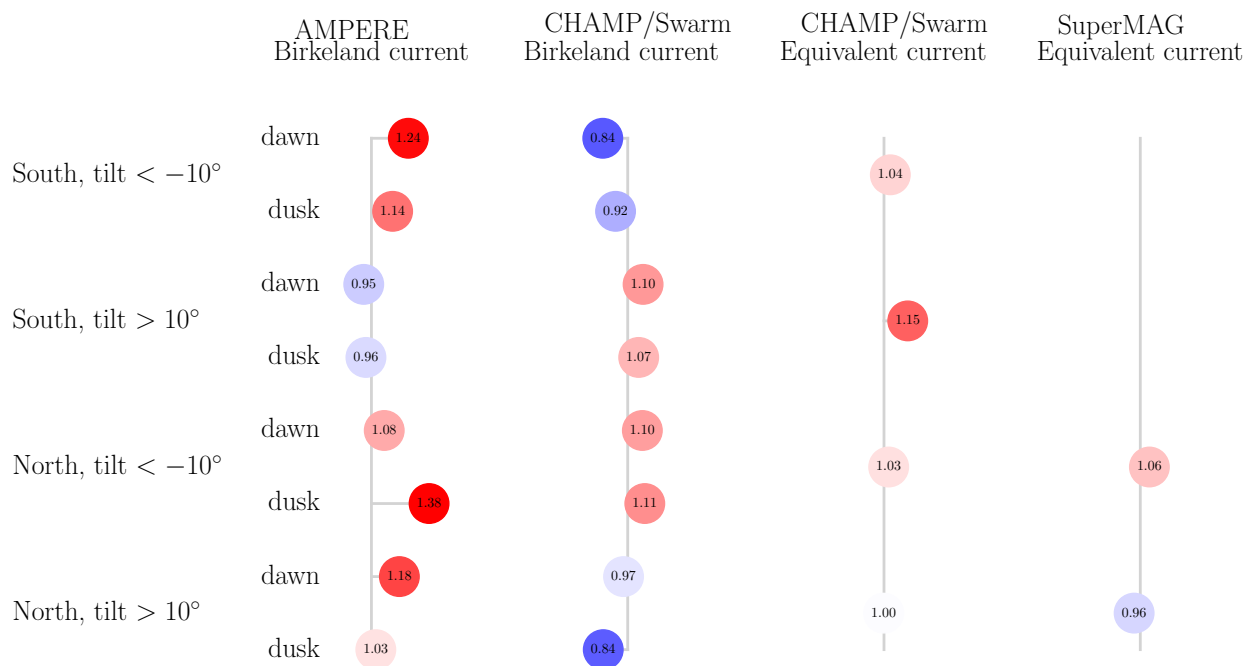 AMPERE
Birkeland current
CHAMP/Swarm
Birkeland current
CHAMP/Swarm
Equivalent current
SuperMAG
Equivalent current
dawn 1.24 0.84
South, tilt < −10° 1.04
dusk 1.14 0.92
dawn 0.95 1.10
South, tilt > 10° 1.15
dusk 0.96 1.07
dawn 1.08 1.10
North, tilt < −10° 1.03 1.06
dusk 1.38 1.11
dawn 1.18 0.97
North, tilt > 10° 1.00 0.96
dusk 1.03 0.84